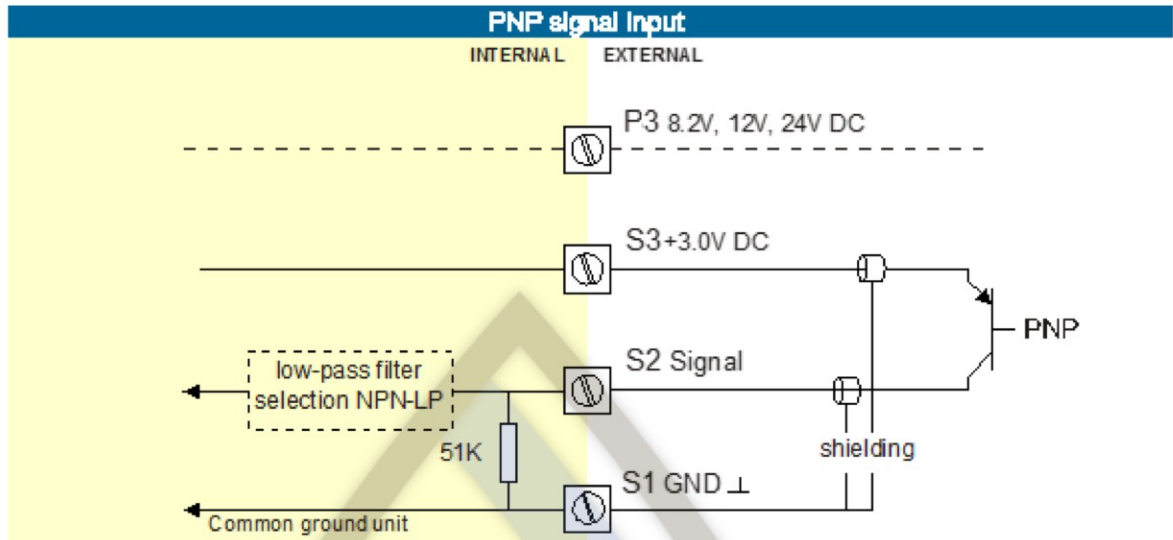 PNP signal input
INTERNAL EXTERNAL
P3 8.2V, 12V, 24V DC
S3+3.0V DC
PNP
S2 Signal
low-pass filter
selection NPN-LP
51K
shielding
S1 GND ⊥
Common ground unit